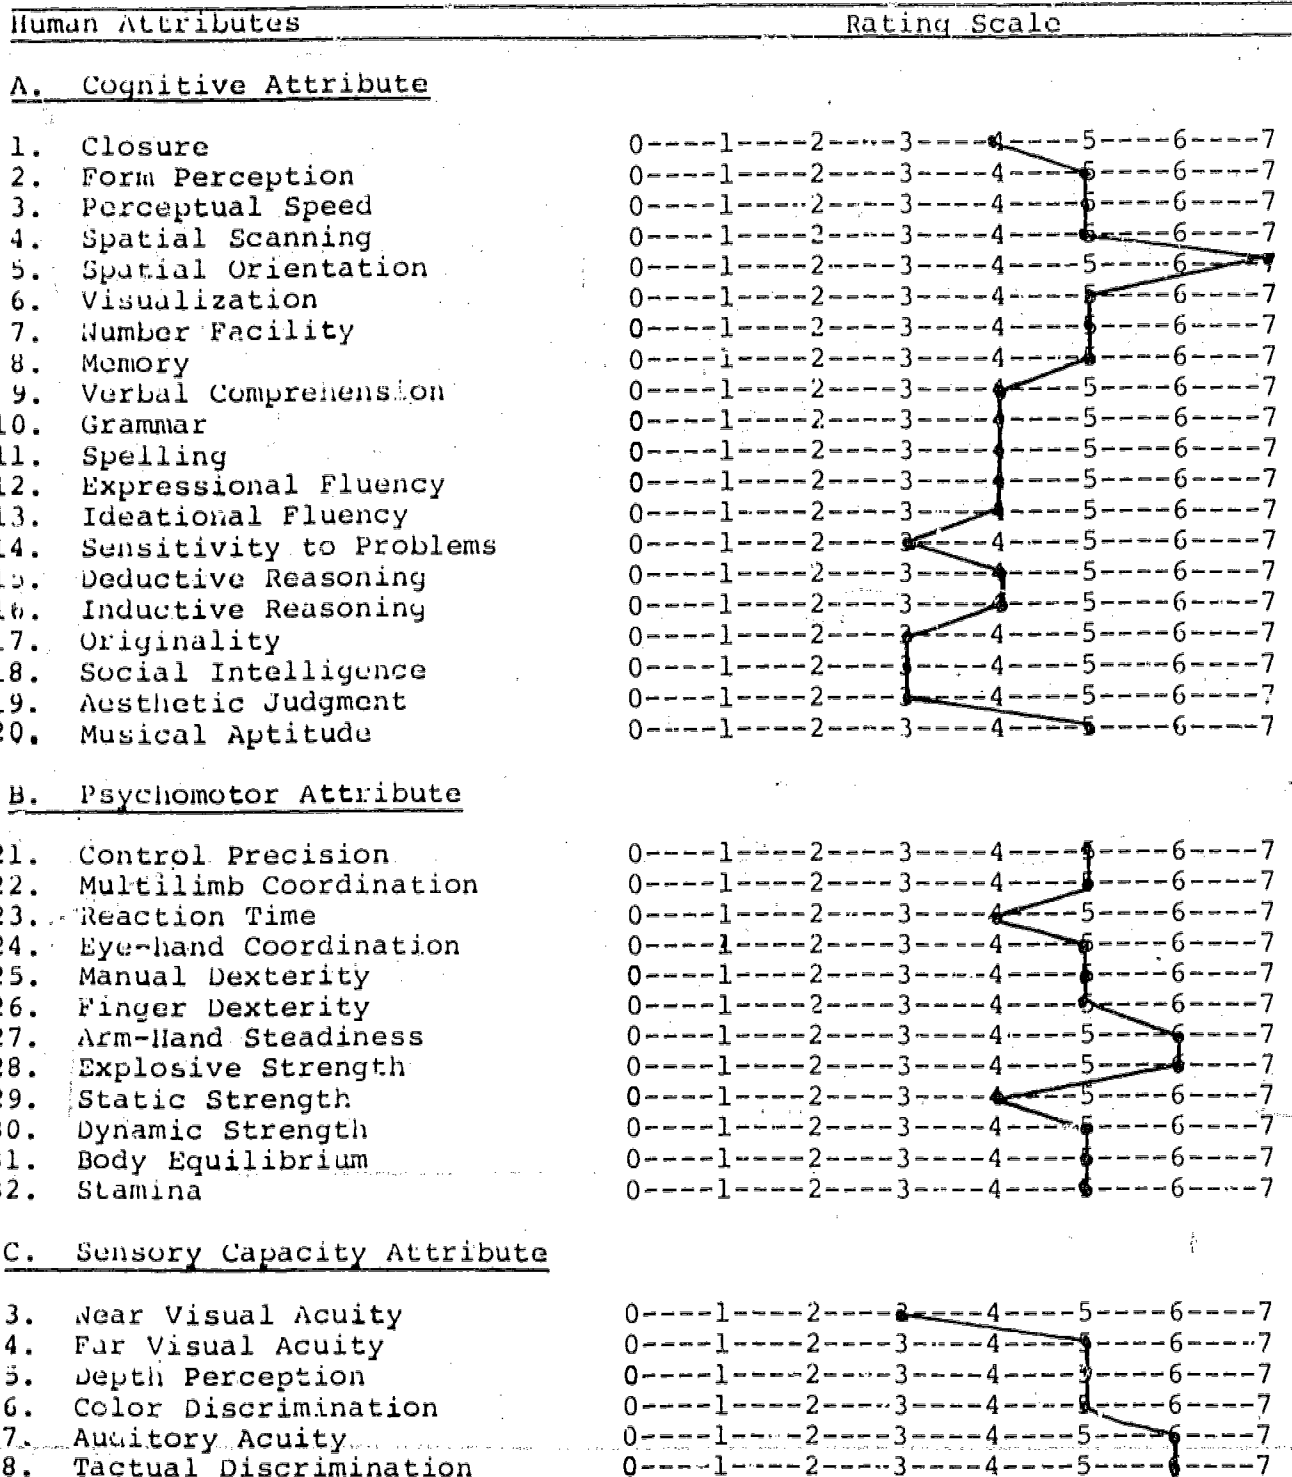 Human Attributes Rating Scale
A. Cognitive Attribute
1. Closure 0----1----2----3----4----5----6----7
2. Form Perception 0----1----2----3----4----5----6----7
3. Perceptual Speed 0----1----2----3----4----5----6----7
4. Spatial Scanning 0----1----2----3----4----5----6----7
5. Spatial Orientation 0----1----2----3----4----5----6----7
6. Visualization 0----1----2----3----4----5----6----7
7. Number Facility 0----1----2----3----4----5----6----7
8. Memory 0----1----2----3----4----5----6----7
9. Verbal Comprehension 0----1----2----3----4----5----6----7
10. Grammar 0----1----2----3----4----5----6----7
11. Spelling 0----1----2----3----4----5----6----7
12. Expressional Fluency 0----1----2----3----4----5----6----7
13. Ideational Fluency 0----1----2----3----4----5----6----7
14. Sensitivity to Problems 0----1----2----3----4----5----6----7
15. Deductive Reasoning 0----1----2----3----4----5----6----7
16. Inductive Reasoning 0----1----2----3----4----5----6----7
17. Originality 0----1----2----3----4----5----6----7
18. Social Intelligence 0----1----2----3----4----5----6----7
19. Aesthetic Judgment 0----1----2----3----4----5----6----7
20. Musical Aptitude 0----1----2----3----4----5----6----7
B. Psychomotor Attribute
21. Control Precision 0----1----2----3----4----5----6----7
22. Multilimb Coordination 0----1----2----3----4----5----6----7
23. Reaction Time 0----1----2----3----4----5----6----7
24. Eye-hand Coordination 0----1----2----3----4----5----6----7
25. Manual Dexterity 0----1----2----3----4----5----6----7
26. Finger Dexterity 0----1----2----3----4----5----6----7
27. Arm-Hand Steadiness 0----1----2----3----4----5----6----7
28. Explosive Strength 0----1----2----3----4----5----6----7
29. Static Strength 0----1----2----3----4----5----6----7
30. Dynamic Strength 0----1----2----3----4----5----6----7
31. Body Equilibrium 0----1----2----3----4----5----6----7
32. Stamina 0----1----2----3----4----5----6----7
C. Sensory Capacity Attribute
3. Near Visual Acuity 0----1----2----3----4----5----6----7
4. Far Visual Acuity 0----1----2----3----4----5----6----7
5. Depth Perception 0----1----2----3----4----5----6----7
6. Color Discrimination 0----1----2----3----4----5----6----7
7. Auditory Acuity 0----1----2----3----4----5----6----7
8. Tactual Discrimination 0----1----2----3----4----5----6----7